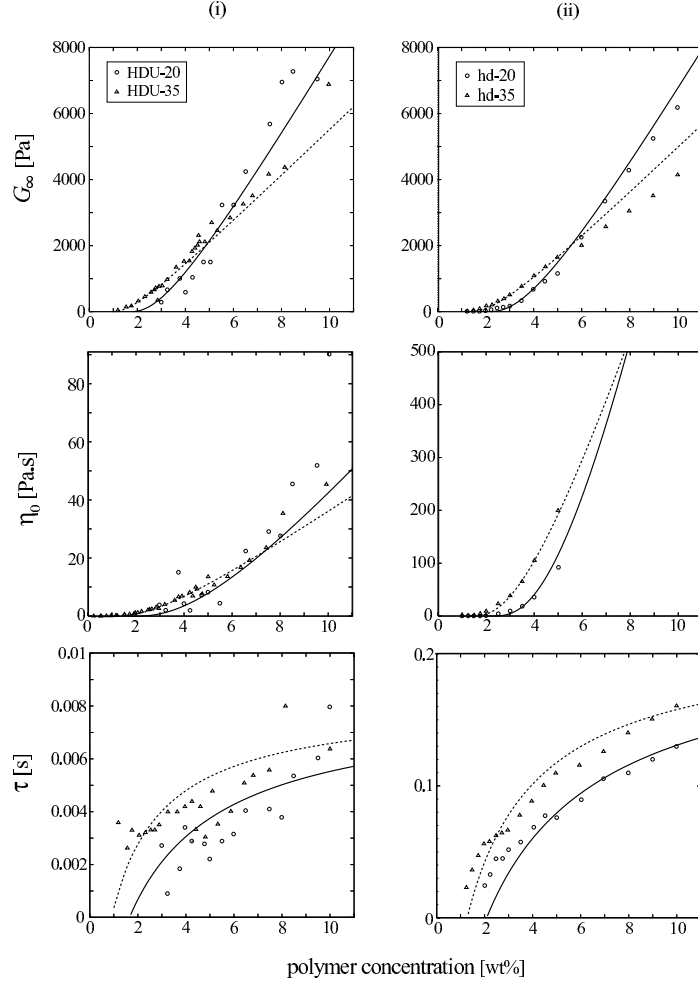 (i)
(ii)
8000
6000
4000
2000
0
G∞ [Pa]
HDU-20
HDU-35
0 2 4 6 8 10
8000
6000
4000
2000
0
hd-20
hd-35
0 2 4 6 8 10
80
60
40
20
0
η0 [Pa.s]
0 2 4 6 8 10
500
400
300
200
100
0
0 2 4 6 8 10
0.01
0.008
0.006
0.004
0.002
0
τ [s]
0 2 4 6 8 10
0.2
0.1
0
0 2 4 6 8 10
polymer concentration [wt%]